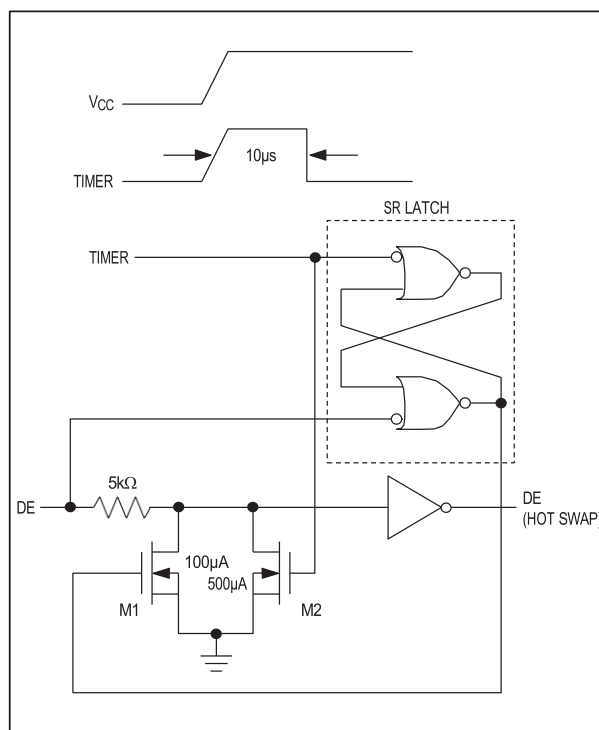 VCC
10µs
TIMER
SR LATCH
TIMER
5kΩ
DE
DE
(HOT SWAP)
100µA
500µA
M1
M2